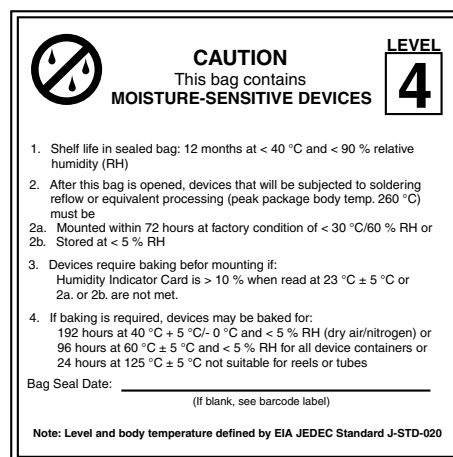 LEVEL
CAUTION
This bag contains
MOISTURE-SENSITIVE DEVICES
4
1. Shelf life in sealed bag: 12 months at < 40 °C and < 90 % relative
humidity (RH)
2. After this bag is opened, devices that will be subjected to soldering
reflow or equivalent processing (peak package body temp. 260 °C)
must be
2a. Mounted within 72 hours at factory condition of < 30 °C/60 % RH or
2b. Stored at < 5 % RH
3. Devices require baking befor mounting if:
Humidity Indicator Card is > 10 % when read at 23 °C ± 5 °C or
2a. or 2b. are not met.
4. If baking is required, devices may be baked for:
192 hours at 40 °C + 5 °C/- 0 °C and < 5 % RH (dry air/nitrogen) or
96 hours at 60 °C ± 5 °C and < 5 % RH for all device containers or
24 hours at 125 °C ± 5 °C not suitable for reels or tubes
Bag Seal Date:
(If blank, see barcode label)
Note: Level and body temperature defined by EIA JEDEC Standard J-STD-020